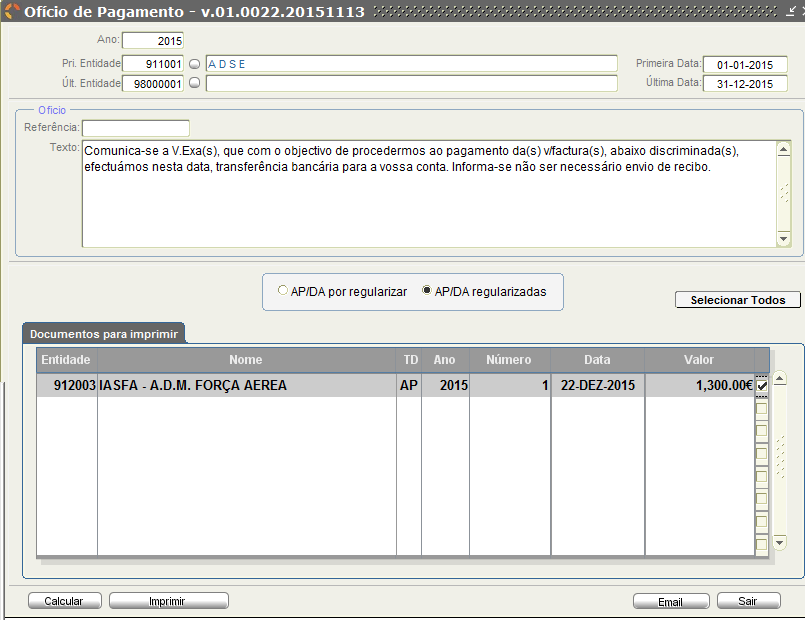 Ofício de Pagamento - v.01.0022.20151113
Ano: 2015
Pri. Entidade 911001 A D S E Primeira Data: 01-01-2015
Últ. Entidade 98000001 Última Data: 31-12-2015
Ofício
Referência:
Texto: Comunica-se a V.Exa(s), que com o objectivo de procedermos ao pagamento da(s) v/factura(s), abaixo discriminada(s),
efectuámos nesta data, transferência bancária para a vossa conta. Informa-se não ser necessário envio de recibo.
AP/DA por regularizar AP/DA regularizadas
Selecionar Todos
Documentos para imprimir
Entidade Nome TD Ano Número Data Valor
912003 IASFA - A.D.M. FORÇA AEREA AP 2015 1 22-DEZ-2015 1,300.00€
Calcular Imprimir Email Sair